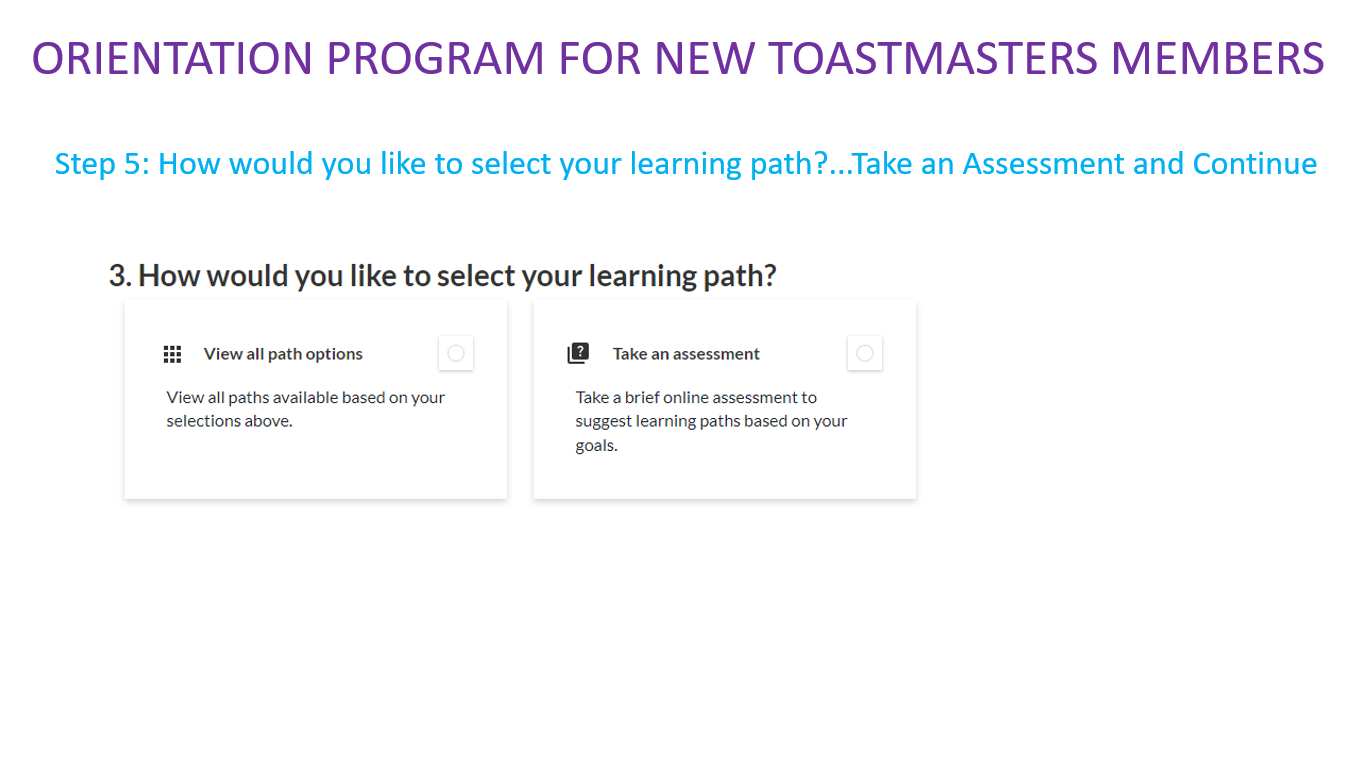 ORIENTATION PROGRAM FOR NEW TOASTMASTERS MEMBERS
Step 5: How would you like to select your learning path?...Take an Assessment and Continue
3. How would you like to select your learning path?
View all path options
View all paths available based on your
selections above.
Take an assessment
Take a brief online assessment to
suggest learning paths based on your
goals.